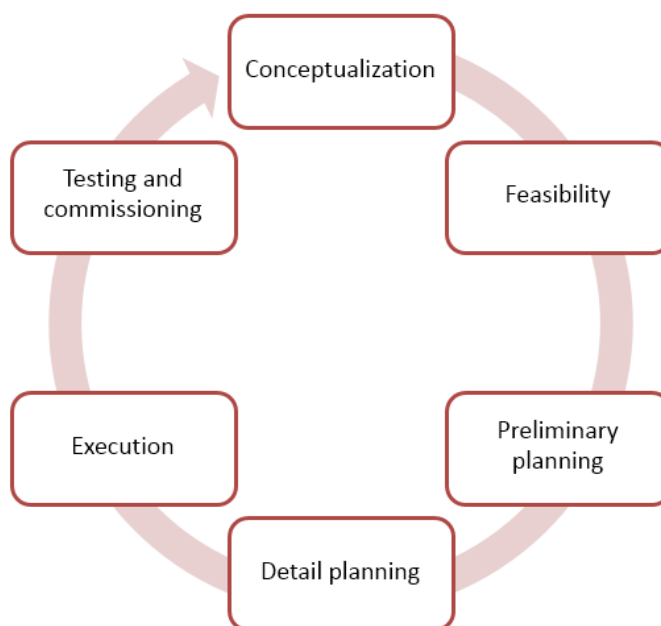 Conceptualization
Feasibility
Preliminary
planning
Detail planning
Execution
Testing and
commissioning